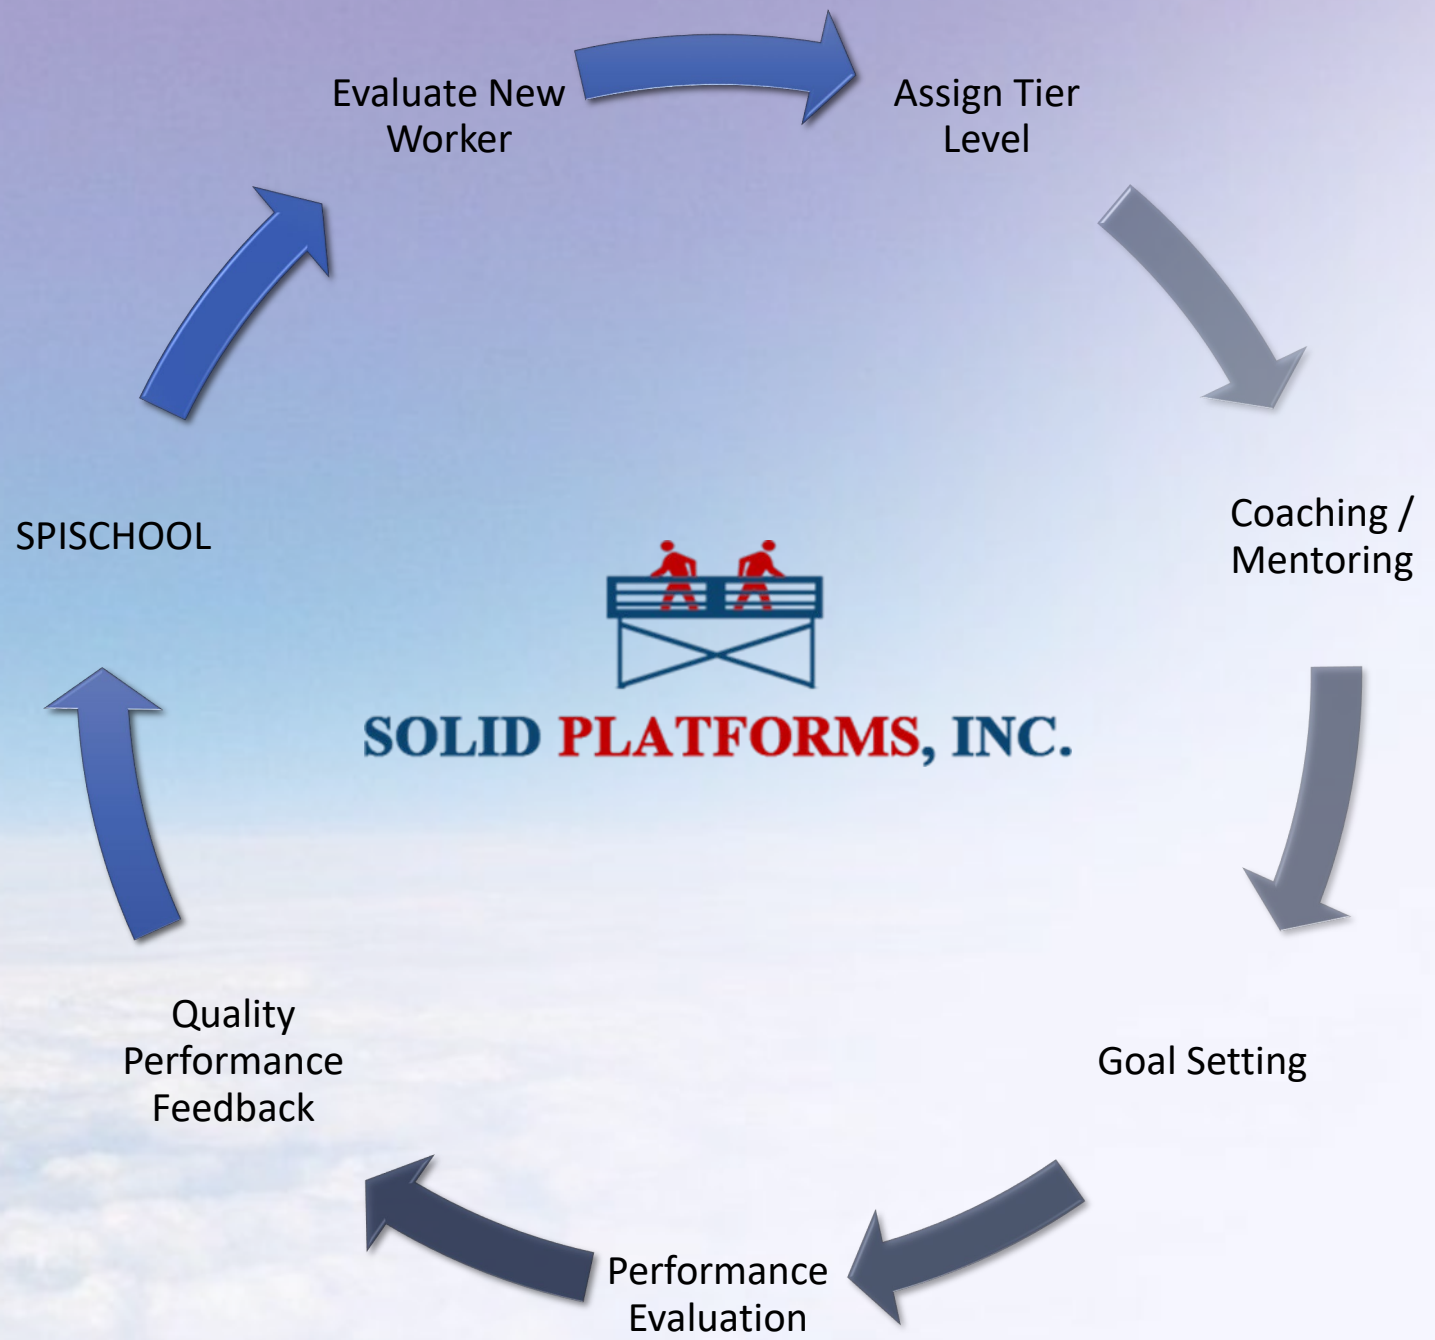 Evaluate New
Worker
Assign Tier
Level
Coaching /
Mentoring
Goal Setting
Performance
Evaluation
Quality
Performance
Feedback
SPISCHOOL
SOLID PLATFORMS, INC.